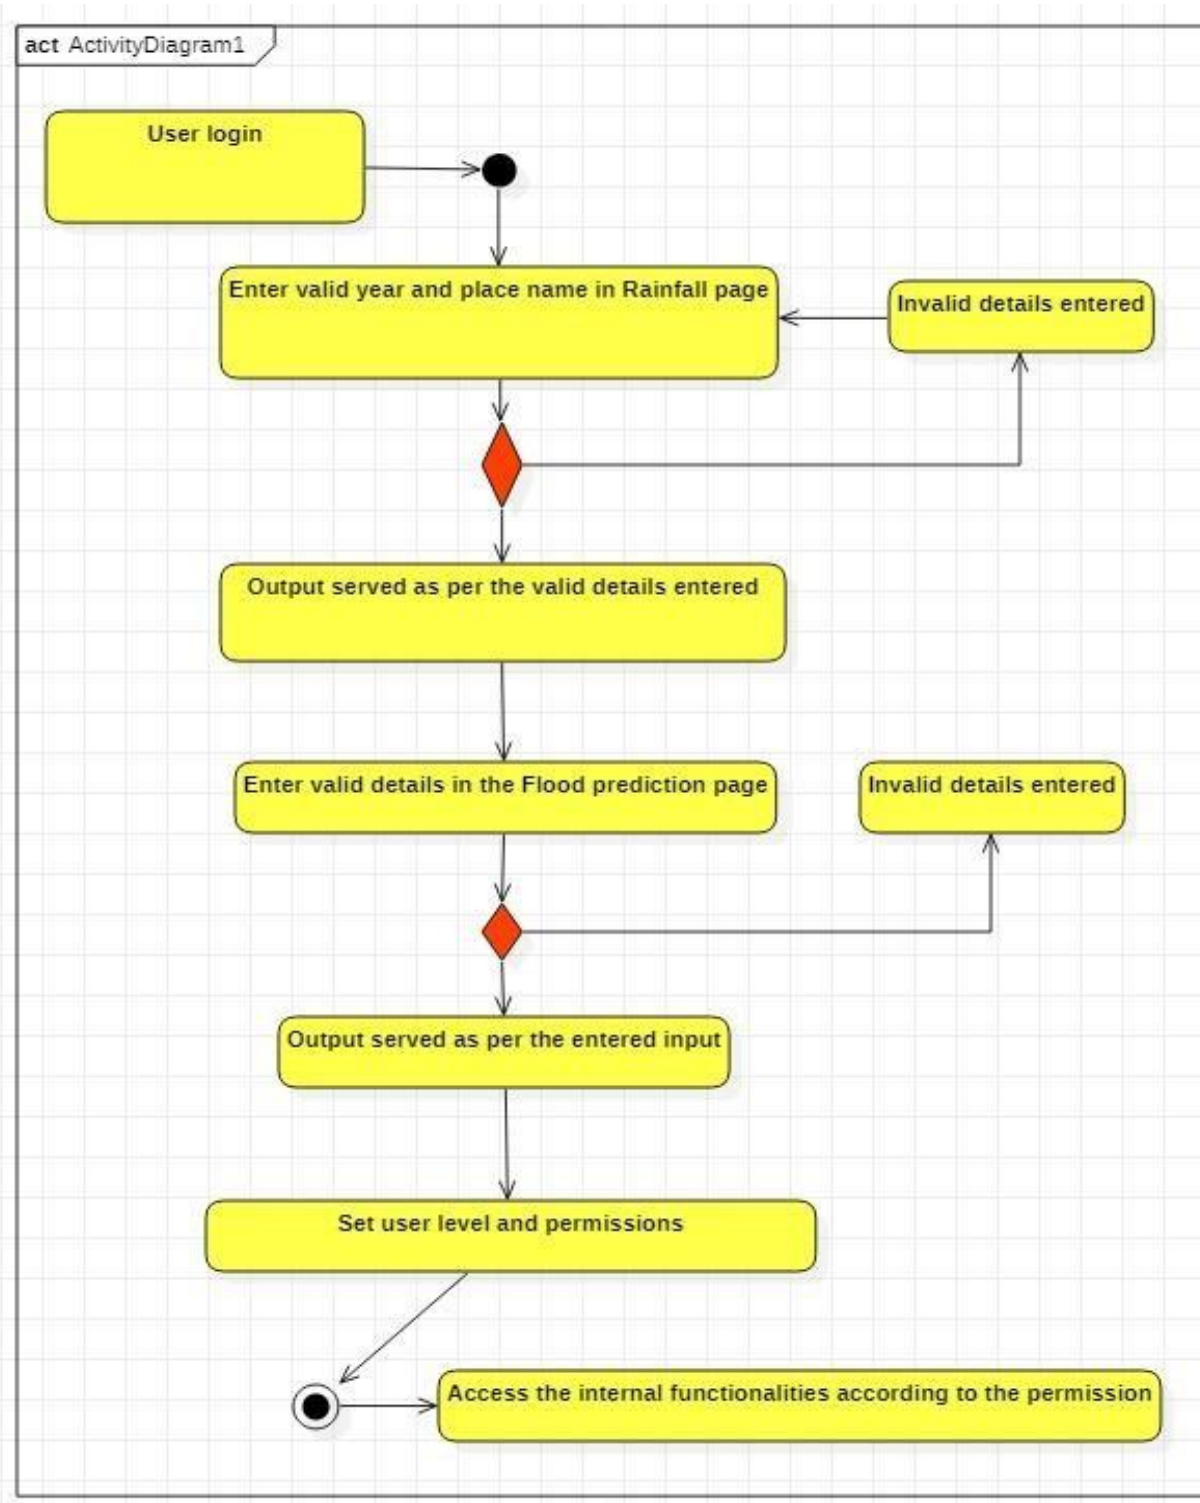 act ActivityDiagram1
User login
Enter valid year and place name in Rainfall page
Invalid details entered
Output served as per the valid details entered
Enter valid details in the Flood prediction page
Invalid details entered
Output served as per the entered input
Set user level and permissions
Access the internal functionalities according to the permission